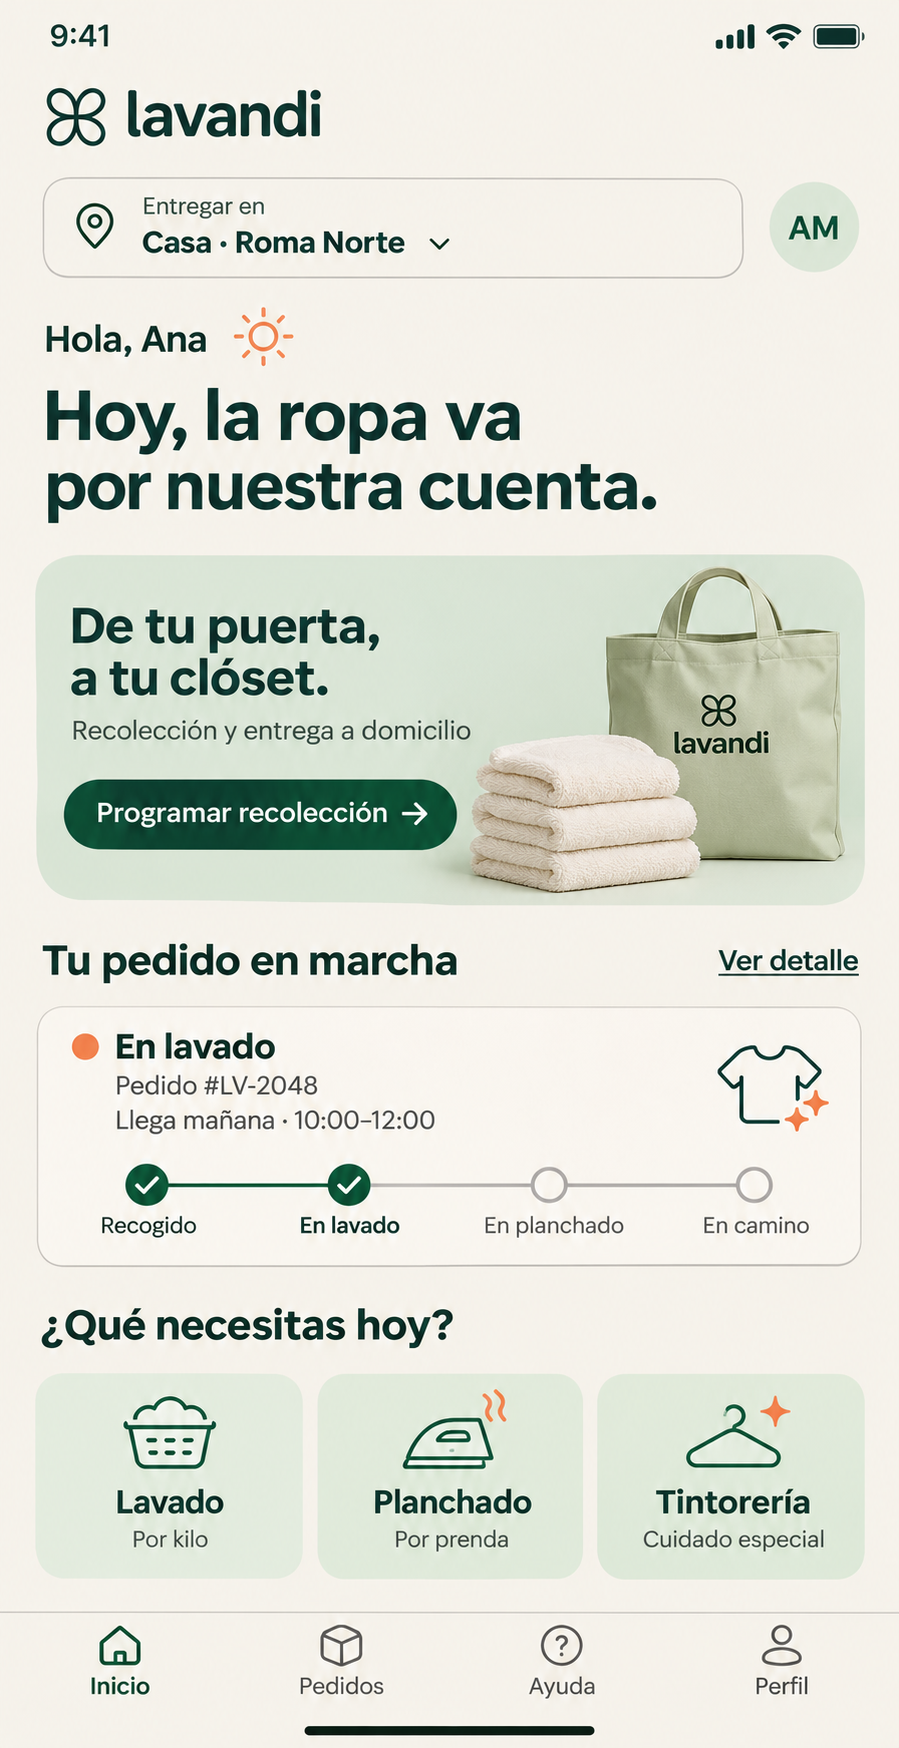 9:41
lavandi
Entregar en
Casa · Roma Norte
AM
Hola, Ana
Hoy, la ropa va
por nuestra cuenta.
De tu puerta,
a tu clóset.
Recolección y entrega a domicilio
Programar recolección →
lavandi
Tu pedido en marcha
Ver detalle
En lavado
Pedido #LV-2048
Llega mañana · 10:00–12:00
Recogido
En lavado
En planchado
En camino
¿Qué necesitas hoy?
Lavado
Por kilo
Planchado
Por prenda
Tintorería
Cuidado especial
Inicio
Pedidos
Ayuda
Perfil